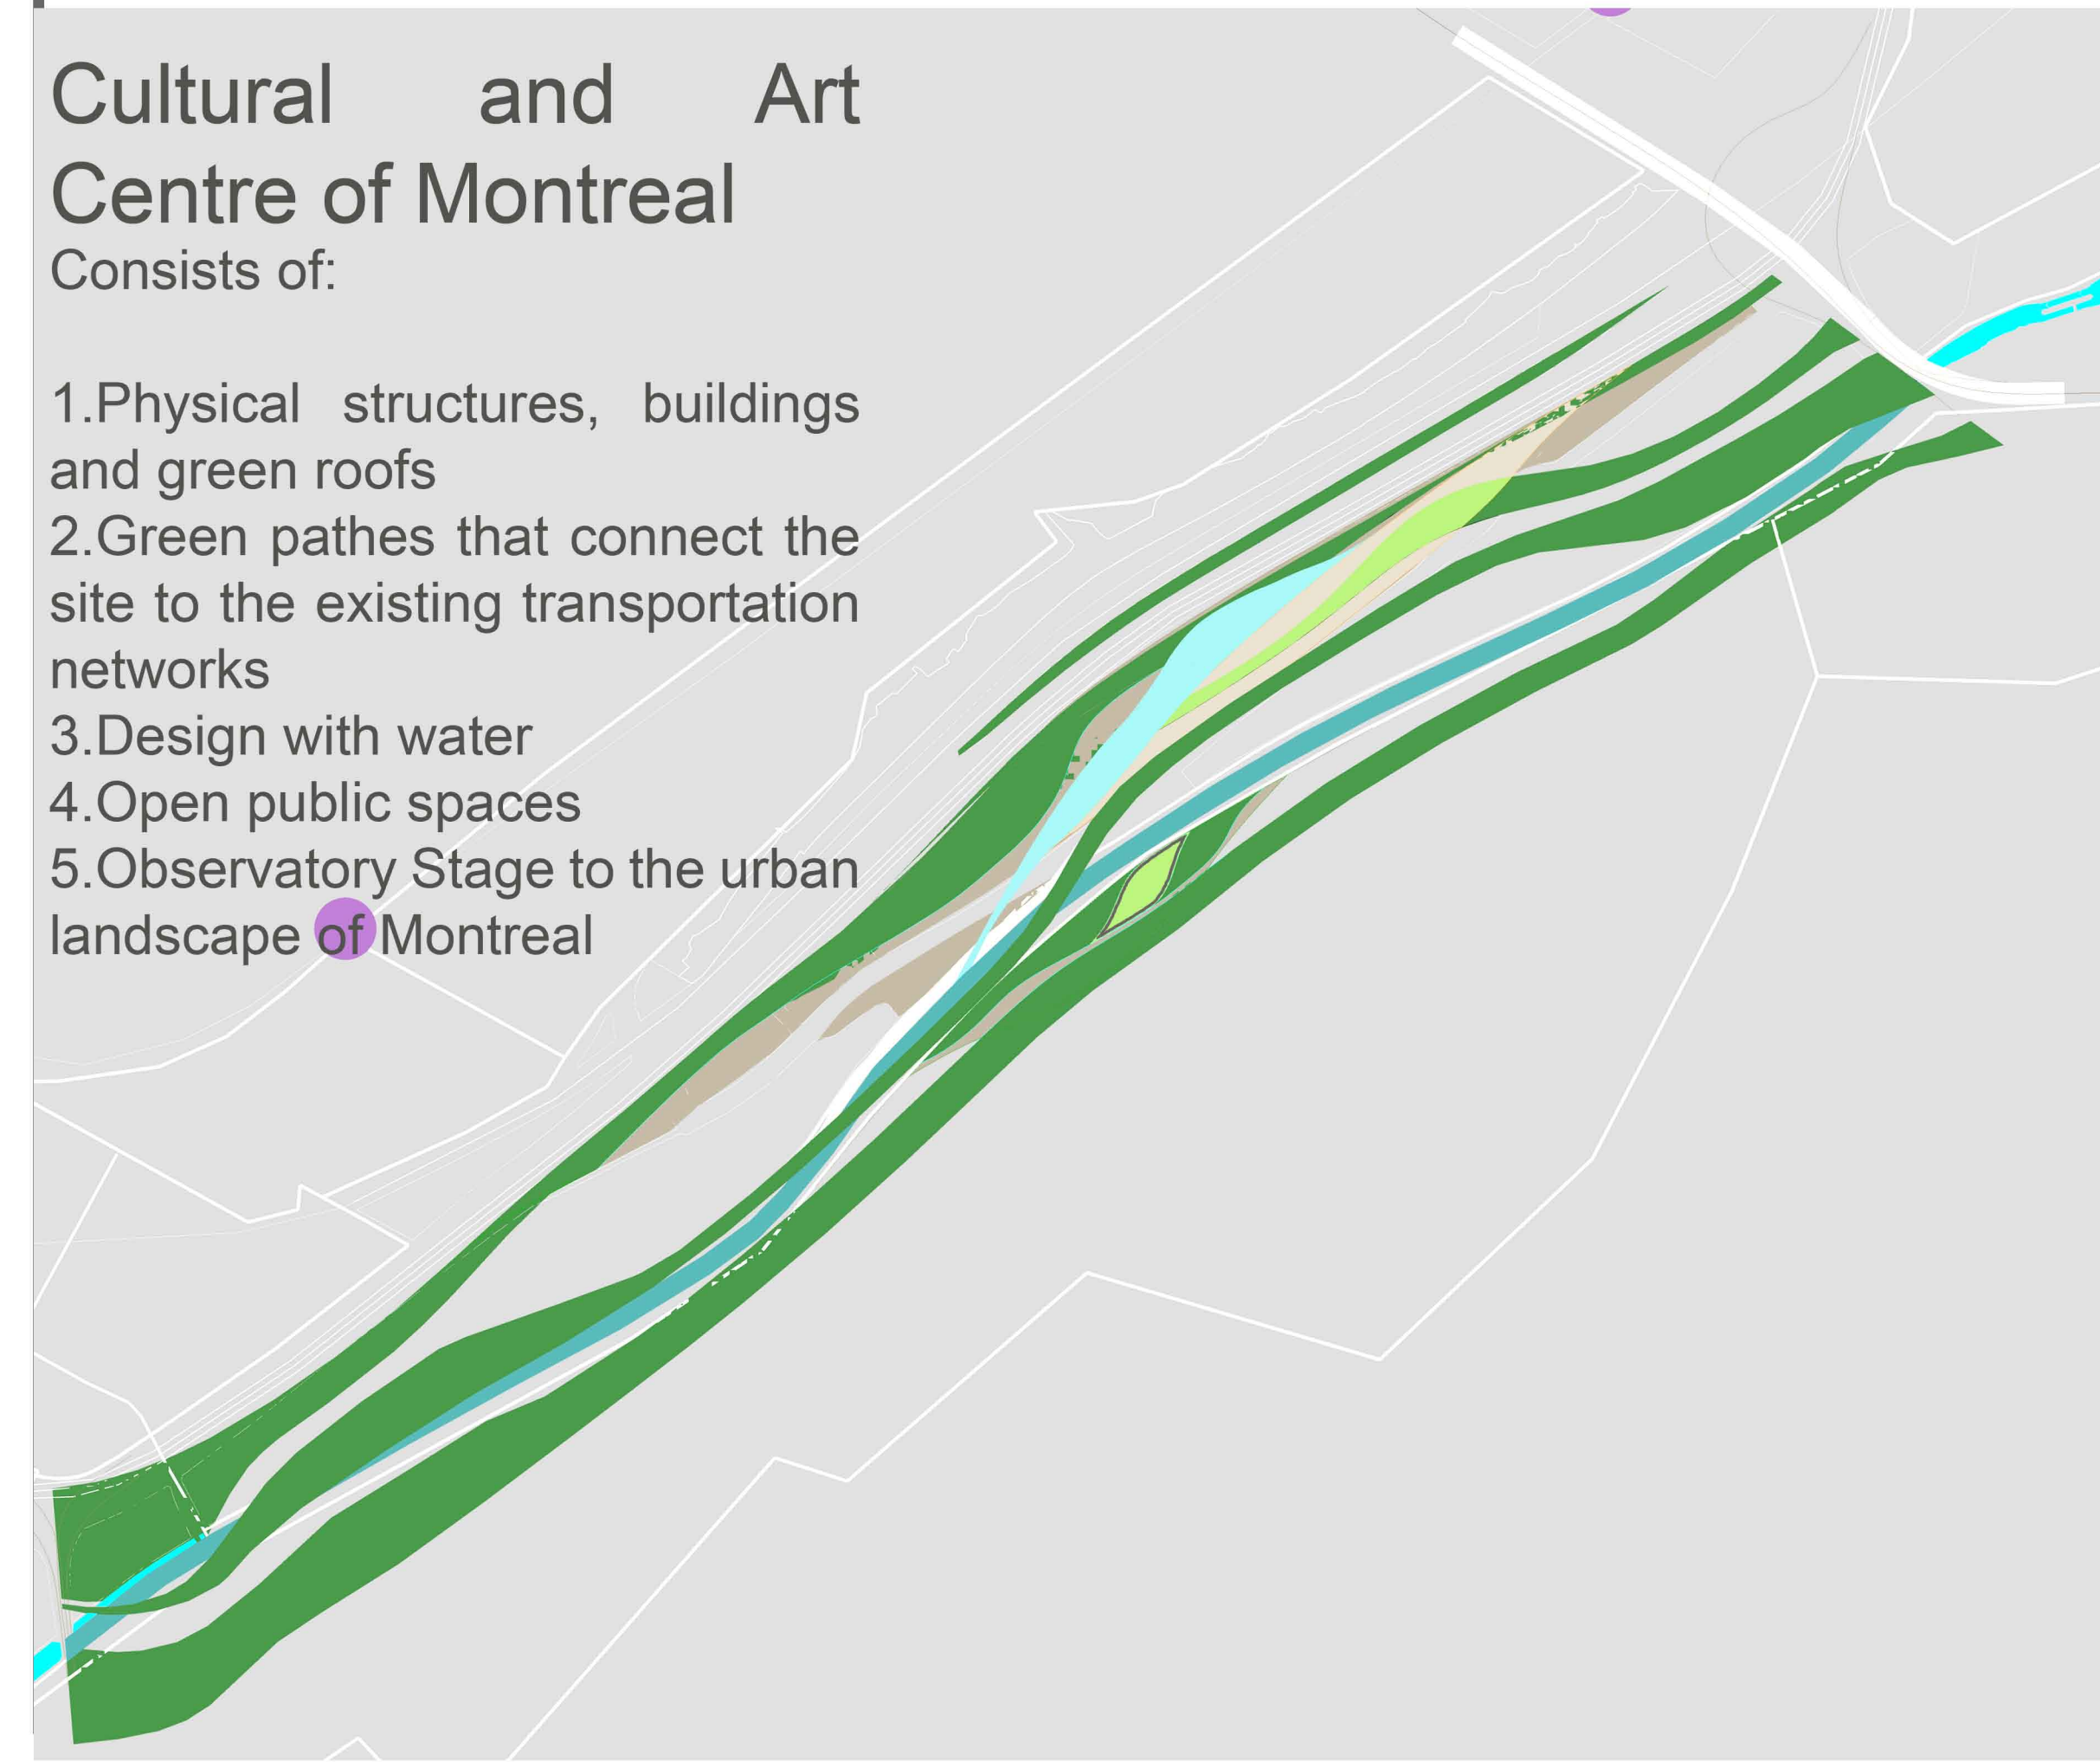 Cultural and Art
Centre of Montreal
Consists of:
1.Physical structures, buildings
and green roofs
2.Green pathes that connect the
site to the existing transportation
networks
3.Design with water
4.Open public spaces
5.Observatory Stage to the urban
landscape of Montreal